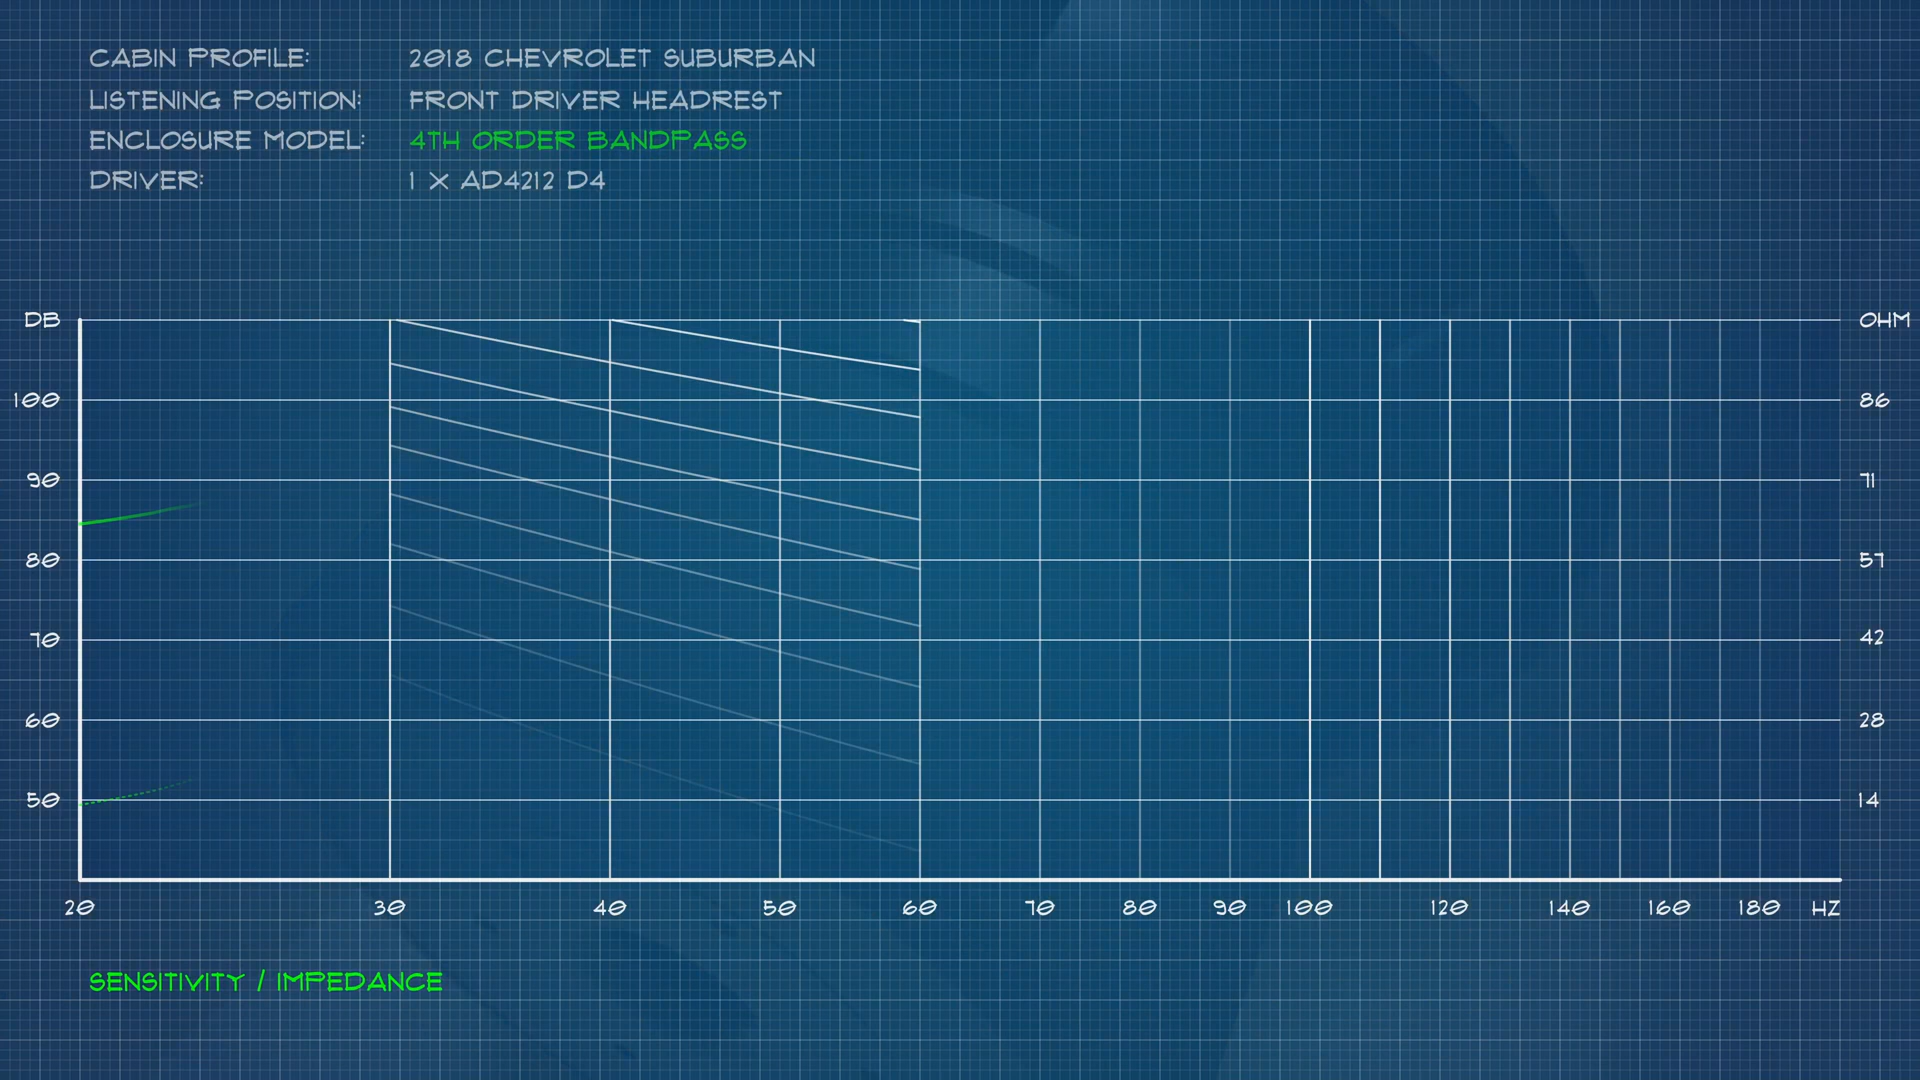 CABIN PROFILE: 2018 CHEVROLET SUBURBAN
LISTENING POSITION: FRONT DRIVER HEADREST
ENCLOSURE MODEL: 4TH ORDER BANDPASS
DRIVER: 1 X AD4212 D4
DB OHM
100 86
90 71
80 57
70 42
60 28
50 14
20 30 40 50 60 70 80 90 100 120 140 160 180 HZ
SENSITIVITY / IMPEDANCE